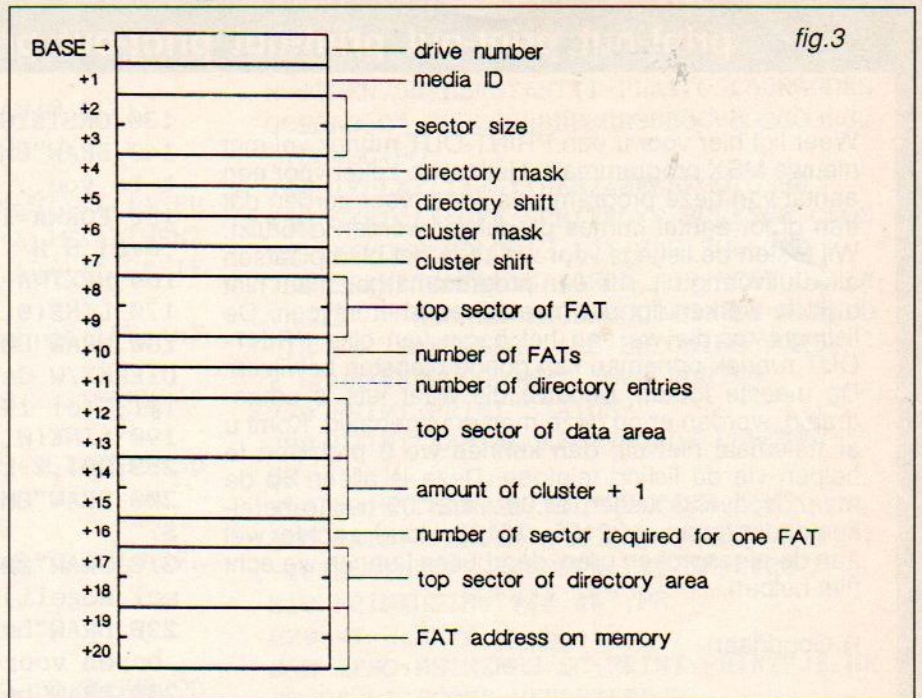 fig.3
BASE → drive number
+1 media ID
+2
sector size
+3
+4 directory mask
+5 directory shift
+6 cluster mask
+7 cluster shift
+8
top sector of FAT
+9
+10 number of FATs
+11 number of directory entries
+12
top sector of data area
+13
+14
amount of cluster + 1
+15
+16 number of sector required for one FAT
+17
top sector of directory area
+18
+19
FAT address on memory
+20